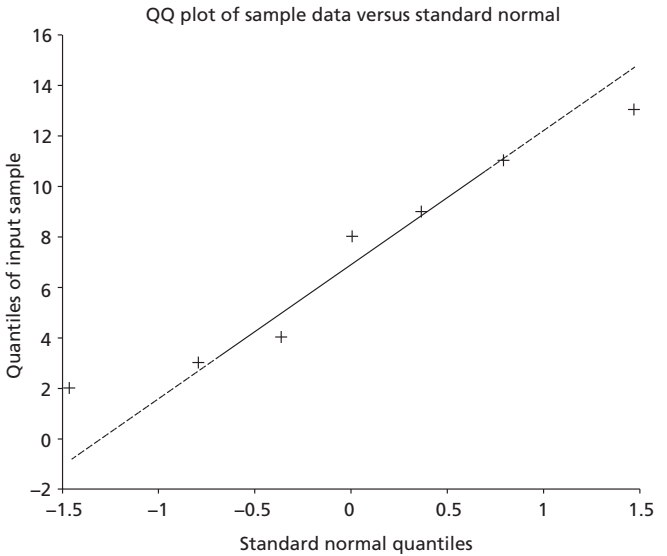 QQ plot of sample data versus standard normal
16
14
12
10
8
6
4
2
0
−2
Quantiles of input sample
−1.5 −1 −0.5 0 0.5 1 1.5
Standard normal quantiles